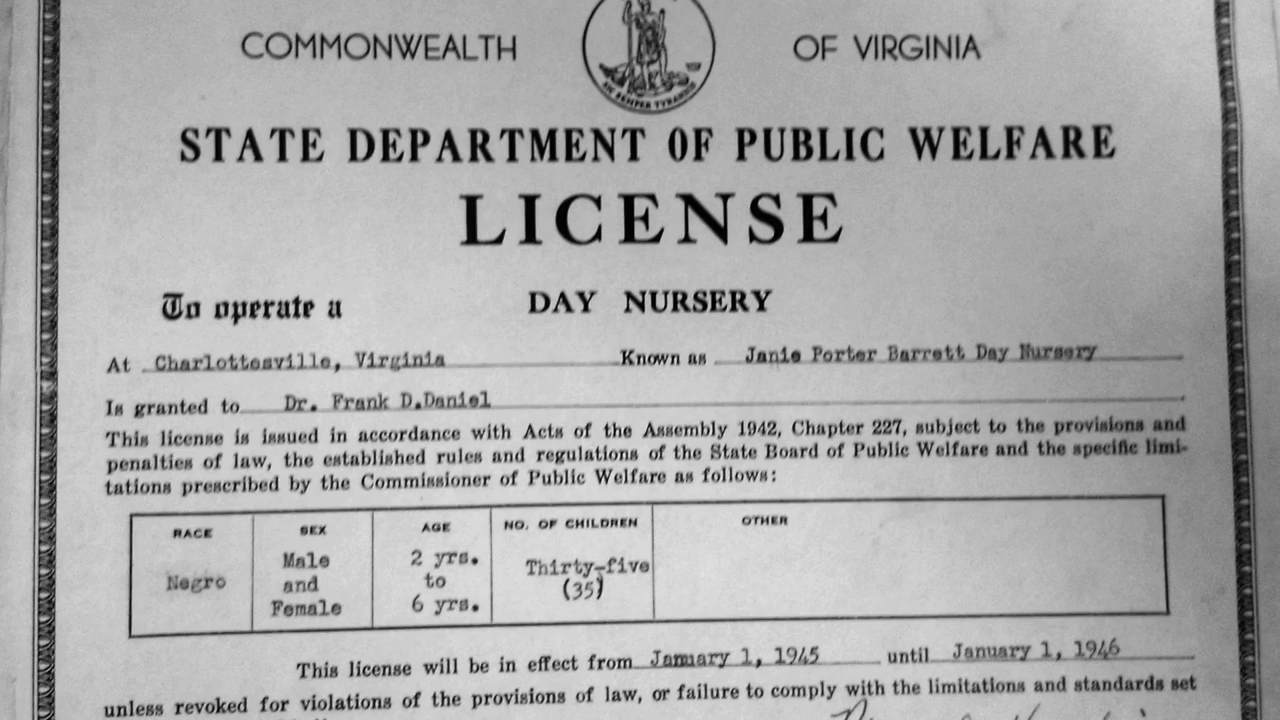 COMMONWEALTH OF VIRGINIA
SIC SEMPER TYRANNIS
STATE DEPARTMENT OF PUBLIC WELFARE
LICENSE
To operate a DAY NURSERY
At Charlottesville, Virginia Known as Janie Porter Barrett Day Nursery
Is granted to Dr. Frank D.Daniel
This license is issued in accordance with Acts of the Assembly 1942, Chapter 227, subject to the provisions and
penalties of law, the established rules and regulations of the State Board of Public Welfare and the specific limi-
tations prescribed by the Commissioner of Public Welfare as follows:
RACE SEX AGE NO. OF CHILDREN OTHER
Male 2 yrs. Thirty-five
Negro and to (35)
Female 6 yrs.
This license will be in effect from January 1, 1945 until January 1, 1946
unless revoked for violations of the provisions of law, or failure to comply with the limitations and standards set